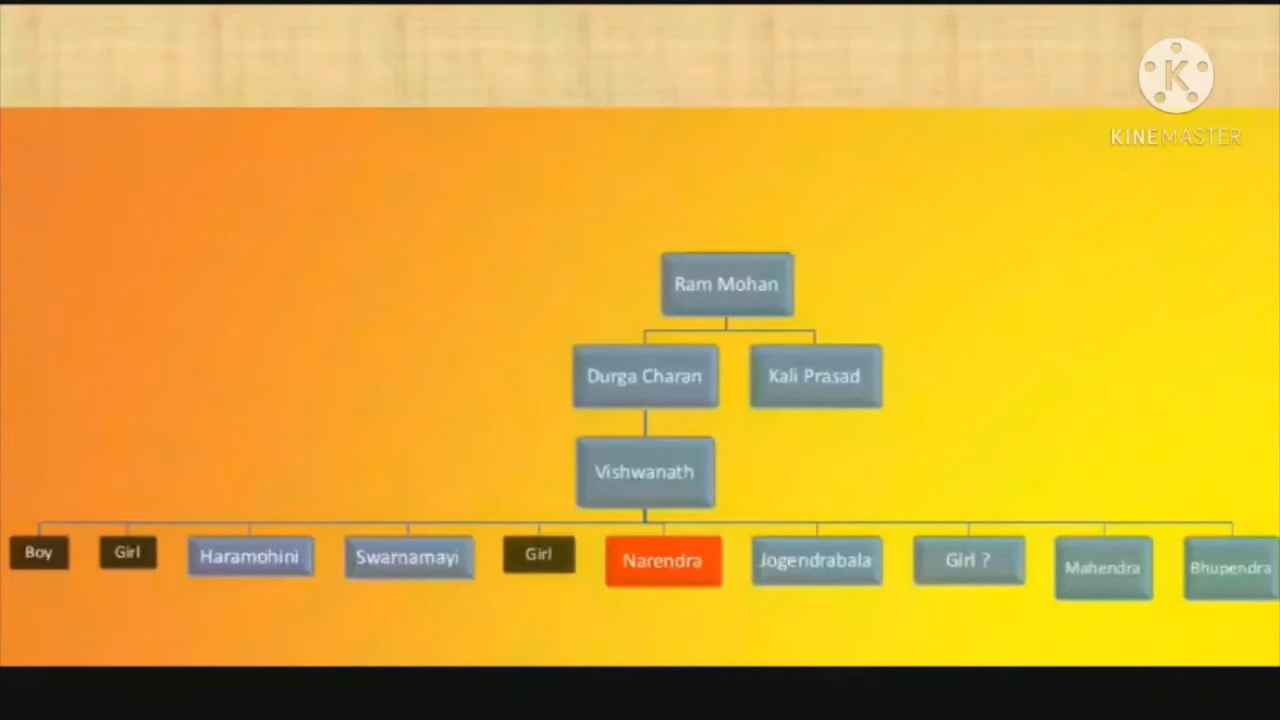 KINEMASTER
Ram Mohan
Durga Charan
Kali Prasad
Vishwanath
Boy
Girl
Haramohini
Swarnamayi
Girl
Narendra
Jogendrabala
Girl ?
Mahendra
Bhupendra